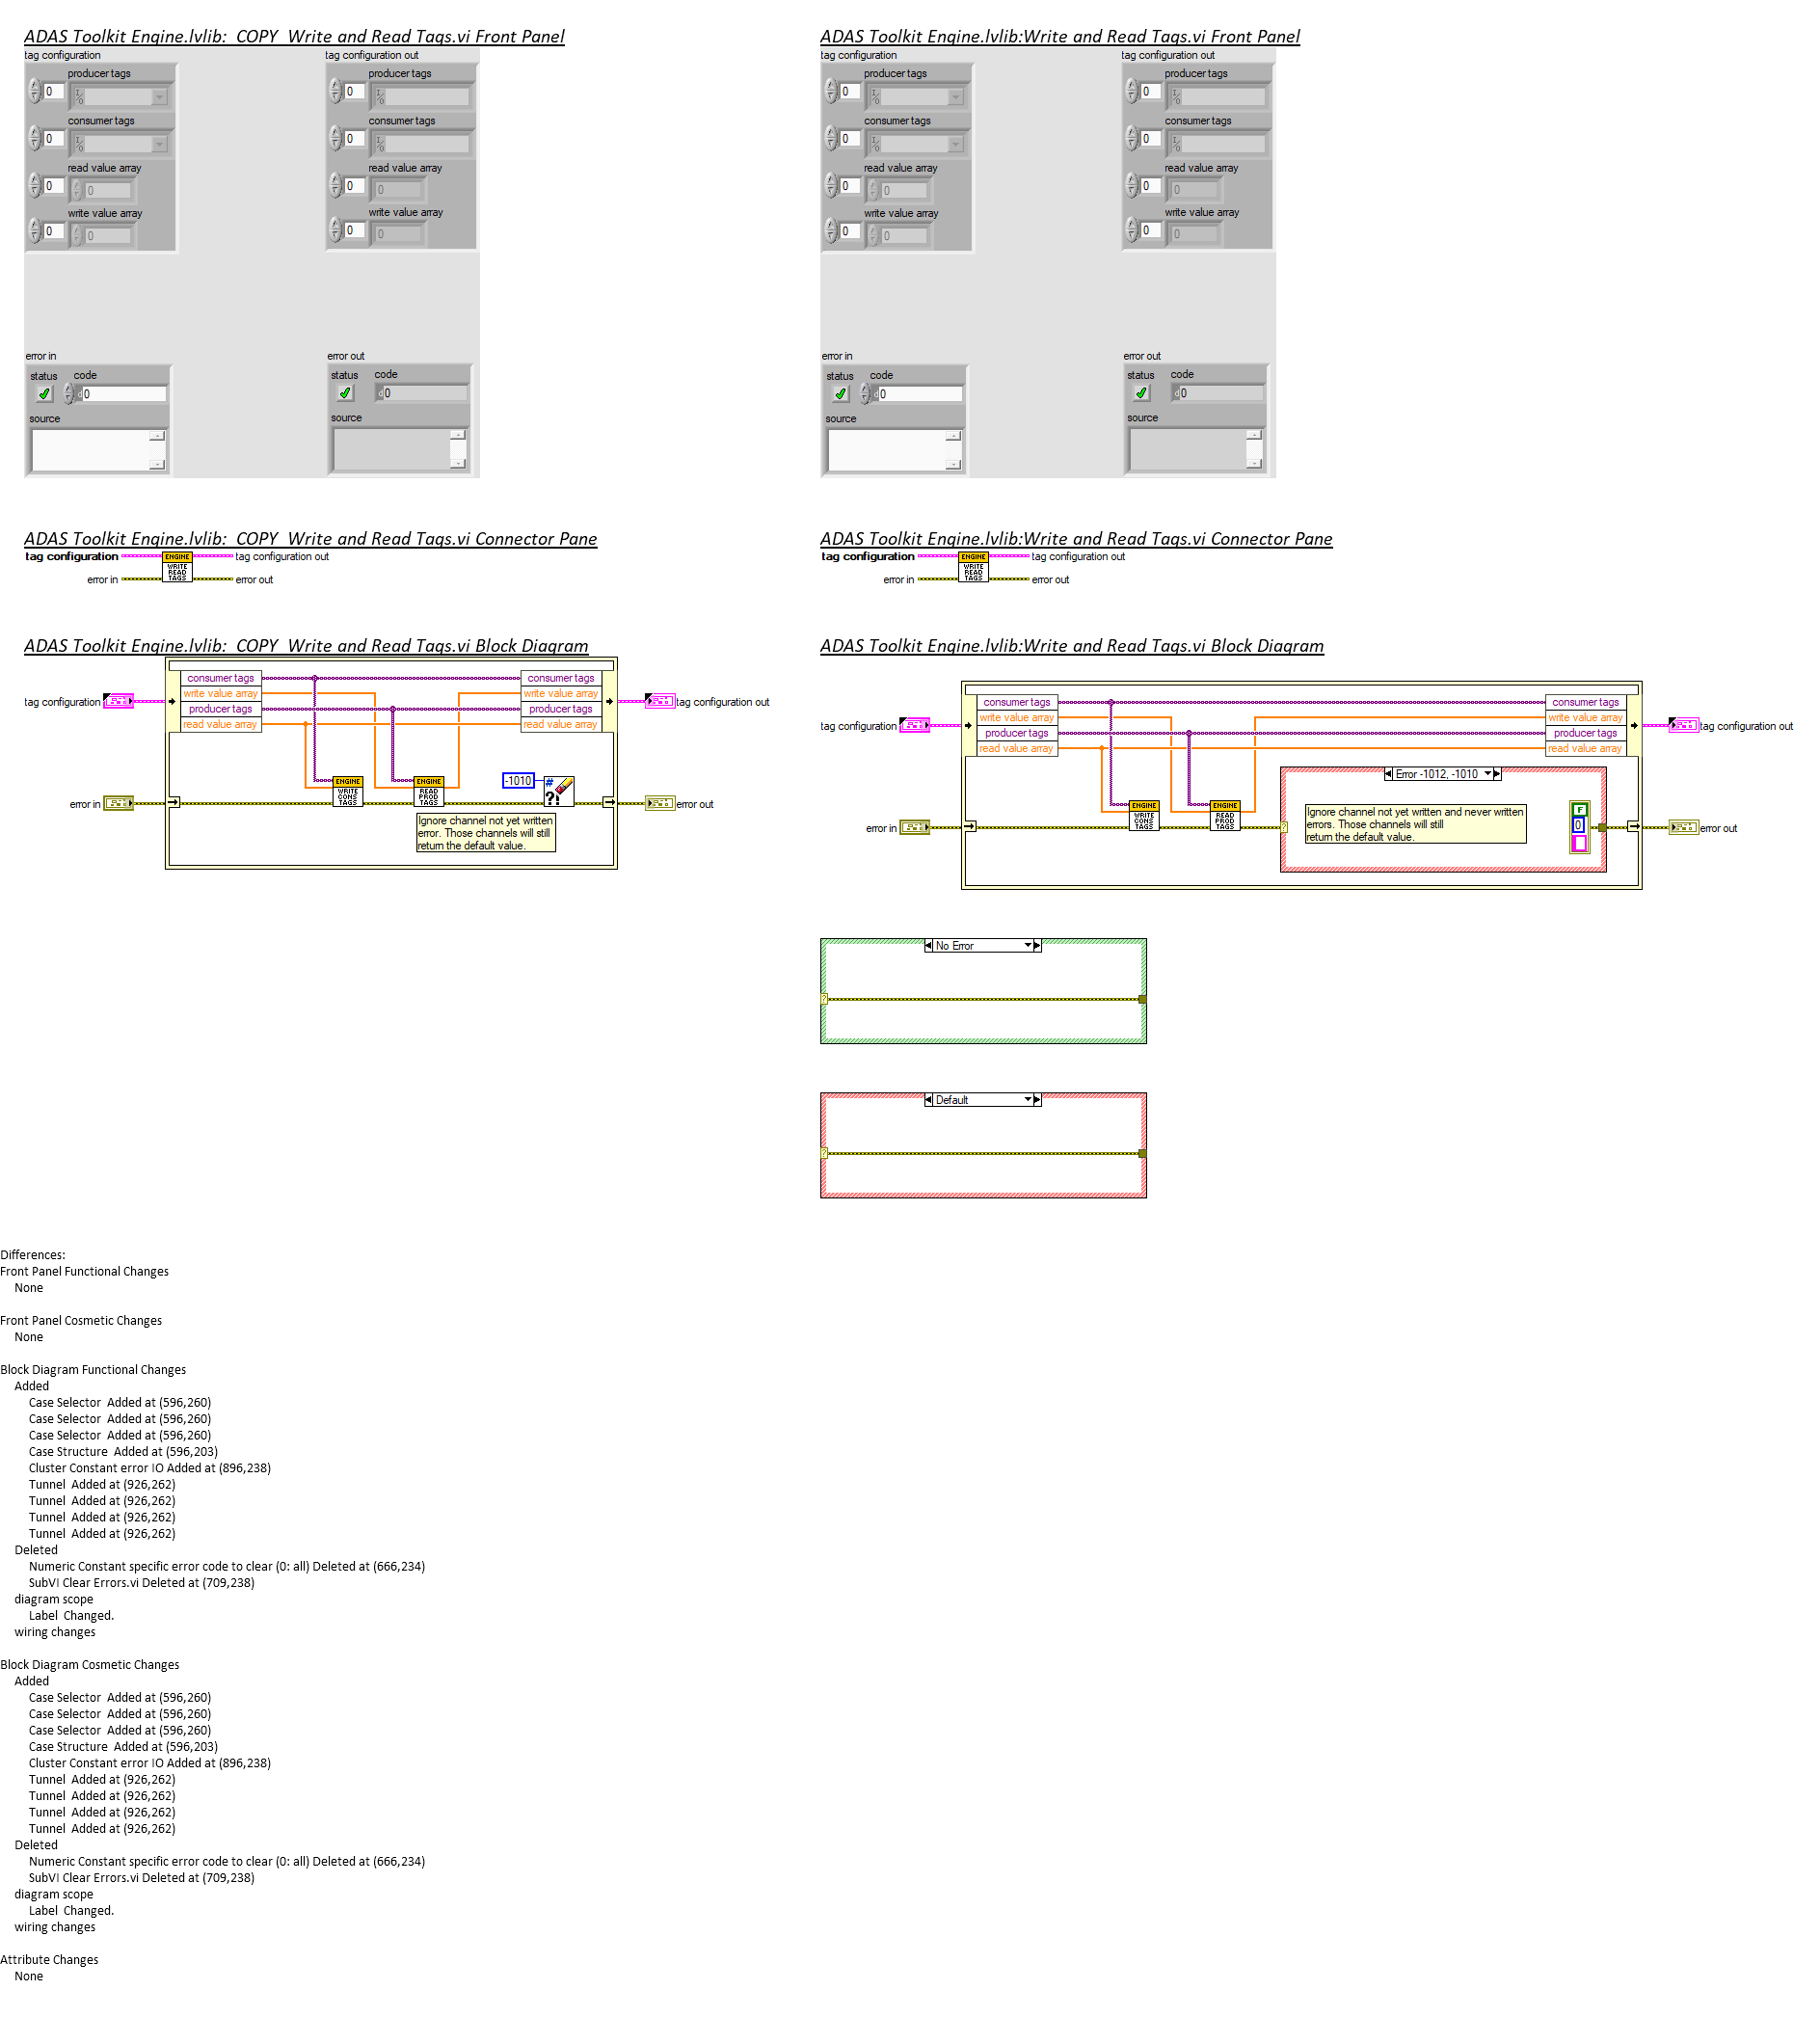 ADAS Toolkit Engine.lvlib:  COPY  Write and Read Tags.vi Front Panel
tag configuration
tag configuration out
producer tags
producer tags
0
0
consumer tags
consumer tags
0
0
read value array
read value array
0
0
0
0
write value array
write value array
0
0
0
0
error in
error out
status
code
status
code
d0
d0
source
source
ADAS Toolkit Engine.lvlib:Write and Read Tags.vi Front Panel
tag configuration
tag configuration out
producer tags
producer tags
0
0
consumer tags
consumer tags
0
0
read value array
read value array
0
0
0
0
write value array
write value array
0
0
0
0
error in
error out
status
code
status
code
d0
d0
source
source
ADAS Toolkit Engine.lvlib:  COPY  Write and Read Tags.vi Connector Pane
tag configuration
ENGINE
WRITE
READ
TAGS
tag configuration out
error in
error out
ADAS Toolkit Engine.lvlib:Write and Read Tags.vi Connector Pane
tag configuration
ENGINE
WRITE
READ
TAGS
tag configuration out
error in
error out
ADAS Toolkit Engine.lvlib:  COPY  Write and Read Tags.vi Block Diagram
consumer tags
consumer tags
tag configuration
write value array
write value array
tag configuration out
producer tags
producer tags
read value array
read value array
error in
ENGINE
WRITE
CONS
TAGS
ENGINE
READ
PROD
TAGS
-1010
#
?!
error out
Ignore channel not yet written
error. Those channels will still
return the default value.
ADAS Toolkit Engine.lvlib:Write and Read Tags.vi Block Diagram
consumer tags
consumer tags
tag configuration
write value array
write value array
tag configuration out
producer tags
producer tags
read value array
read value array
Error -1012, -1010
error in
ENGINE
WRITE
CONS
TAGS
ENGINE
READ
PROD
TAGS
?
Ignore channel not yet written and never written
errors. Those channels will still
return the default value.
F
0
error out
No Error
?
Default
?
Differences:
Front Panel Functional Changes
None
Front Panel Cosmetic Changes
None
Block Diagram Functional Changes
Added
Case Selector  Added at (596,260)
Case Selector  Added at (596,260)
Case Selector  Added at (596,260)
Case Structure  Added at (596,203)
Cluster Constant error IO Added at (896,238)
Tunnel  Added at (926,262)
Tunnel  Added at (926,262)
Tunnel  Added at (926,262)
Tunnel  Added at (926,262)
Deleted
Numeric Constant specific error code to clear (0: all) Deleted at (666,234)
SubVI Clear Errors.vi Deleted at (709,238)
diagram scope
Label  Changed.
wiring changes
Block Diagram Cosmetic Changes
Added
Case Selector  Added at (596,260)
Case Selector  Added at (596,260)
Case Selector  Added at (596,260)
Case Structure  Added at (596,203)
Cluster Constant error IO Added at (896,238)
Tunnel  Added at (926,262)
Tunnel  Added at (926,262)
Tunnel  Added at (926,262)
Tunnel  Added at (926,262)
Deleted
Numeric Constant specific error code to clear (0: all) Deleted at (666,234)
SubVI Clear Errors.vi Deleted at (709,238)
diagram scope
Label  Changed.
wiring changes
Attribute Changes
None